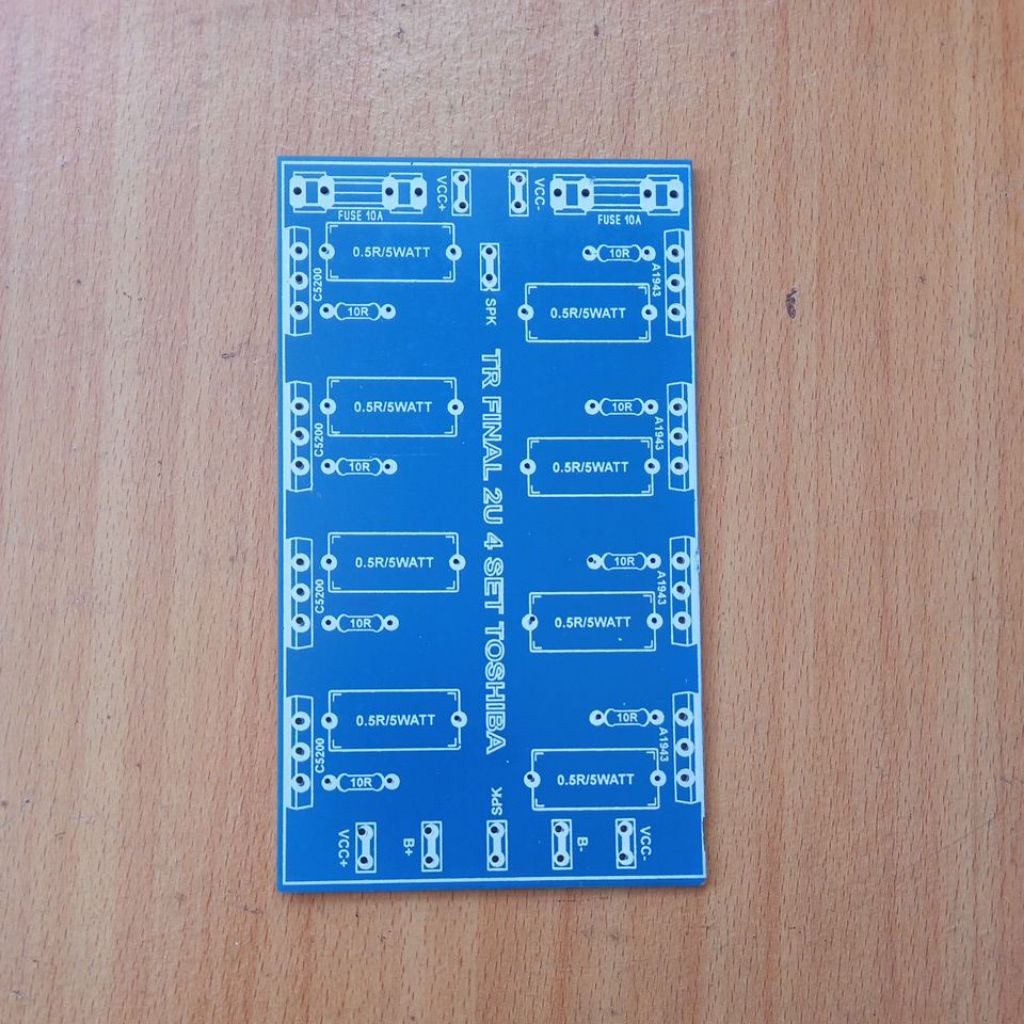 VCC+
VCC-
FUSE 10A
FUSE 10A
0.5R/5WATT
10R
C5200
A1943
10R
SPK
0.5R/5WATT
TR FINAL 2U 4 SET TOSHIBA
0.5R/5WATT
10R
C5200
A1943
10R
0.5R/5WATT
0.5R/5WATT
10R
C5200
A1943
10R
0.5R/5WATT
0.5R/5WATT
10R
C5200
A1943
10R
0.5R/5WATT
SPK
VCC+
B+
B-
VCC-